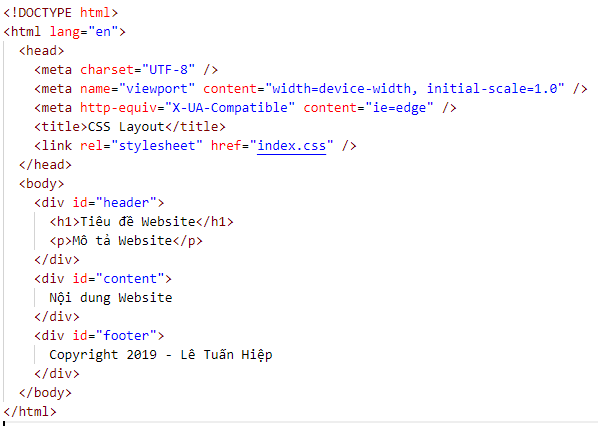 <!DOCTYPE html>
<html lang="en">
<head>
<meta charset="UTF-8" />
<meta name="viewport" content="width=device-width, initial-scale=1.0" />
<meta http-equiv="X-UA-Compatible" content="ie=edge" />
<title>CSS Layout</title>
<link rel="stylesheet" href="index.css" />
</head>
<body>
<div id="header">
<h1>Tiêu đề Website</h1>
<p>Mô tả Website</p>
</div>
<div id="content">
Nội dung Website
</div>
<div id="footer">
Copyright 2019 - Lê Tuấn Hiệp
</div>
</body>
</html>